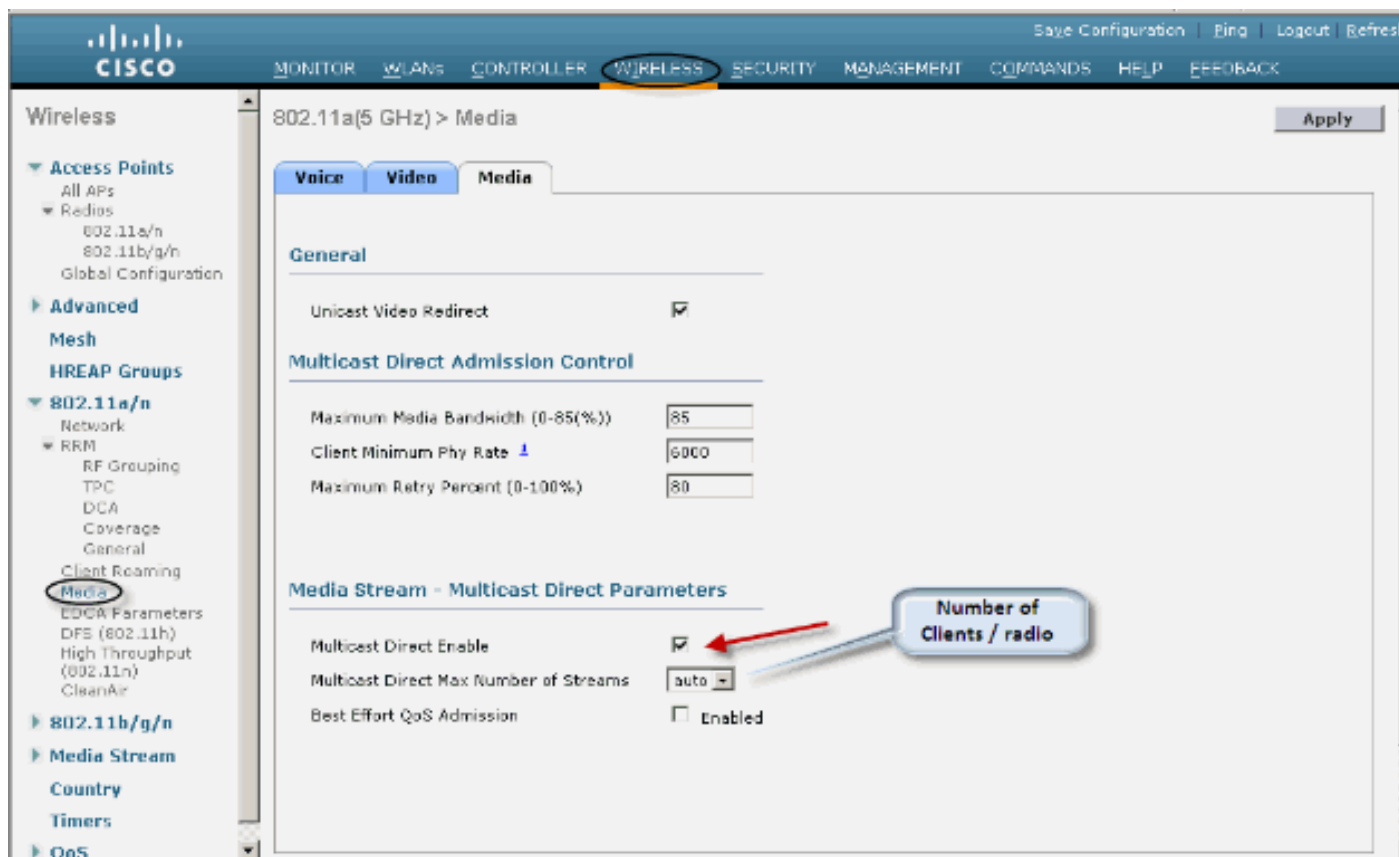 Save Configuration | Ping | Logout | Refres
CISCO
MONITOR WLANs CONTROLLER WIRELESS SECURITY MANAGEMENT COMMANDS HELP FEEDBACK
Wireless
Access Points
All APs
Radios
802.11a/n
802.11b/g/n
Global Configuration
Advanced
Mesh
HREAP Groups
802.11a/n
Network
RRM
RF Grouping
TPC
DCA
Coverage
General
Client Roaming
Media
EDCA Parameters
DFS (802.11h)
High Throughput
(802.11n)
CleanAir
802.11b/g/n
Media Stream
Country
Timers
QoS
802.11a(5 GHz) > Media
Apply
Voice Video Media
General
Unicast Video Redirect
Multicast Direct Admission Control
Maximum Media Bandwidth (0-85(%)) 85
Client Minimum Phy Rate 1 6000
Maximum Retry Percent (0-100%) 80
Media Stream - Multicast Direct Parameters
Multicast Direct Enable
Multicast Direct Max Number of Streams auto
Best Effort QoS Admission Enabled
Number of
Clients / radio